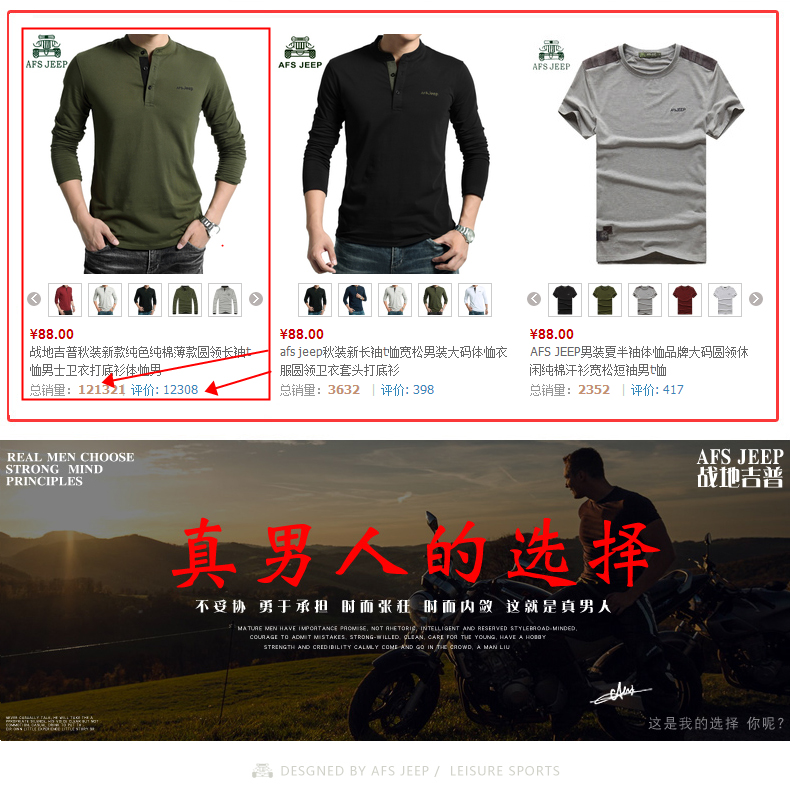 AFS JEEP
AFS JEEP
AFS JEEP
AFS JEEP
¥88.00
战地吉普秋装新款纯色纯棉薄款圆领长袖t
恤男士卫衣打底衫体恤男
总销量：121321 评价: 12308
¥88.00
afs jeep秋装新长袖t恤宽松男装大码体恤衣
服圆领卫衣套头打底衫
总销量：3632 | 评价: 398
¥88.00
AFS JEEP男装夏半袖体恤品牌大码圆领休
闲纯棉汗衫宽松短袖男t恤
总销量：2352 | 评价: 417
REAL MEN CHOOSE
STRONG MIND
PRINCIPLES
AFS JEEP
战地吉普
真男人的选择
不妥协 勇于承担 时而张狂 时而内敛 这就是真男人
MATURE MEN HAVE IMPORTANCE PROMISE, NOT RHETORIC, INTELLIGENT AND RESERVED STYLEBROAD-MINDED,
COURAGE TO ADMIT MISTAKES, STRONG-WILLED, CLEAN, CARE FOR THE YOUNG, HAVE A HOBBY
STRENGTH AND CREDIBILITY CALMLY COME AND GO IN THE CROWD, A MAN LIU
这是我的选择 你呢?
DESGNED BY AFS JEEP / LEISURE SPORTS